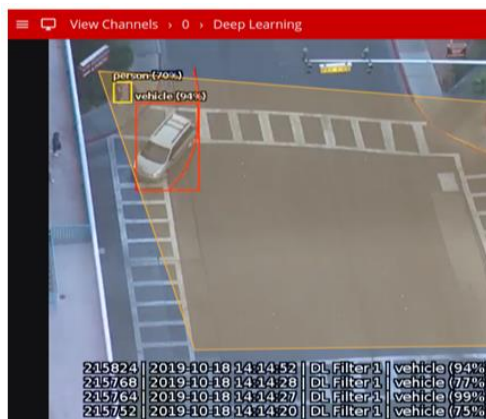 View Channels › 0 › Deep Learning
person (70%)
vehicle (94%)
215824 | 2019-10-18 14:14:52 | DL Filter 1 | vehicle (94%
215768 | 2019-10-18 14:14:28 | DL Filter 1 | vehicle (77%
215764 | 2019-10-18 14:14:27 | DL Filter 1 | vehicle (99%
215752 | 2019-10-18 14:14:20 | DL Filter 1 | vehicle (75%